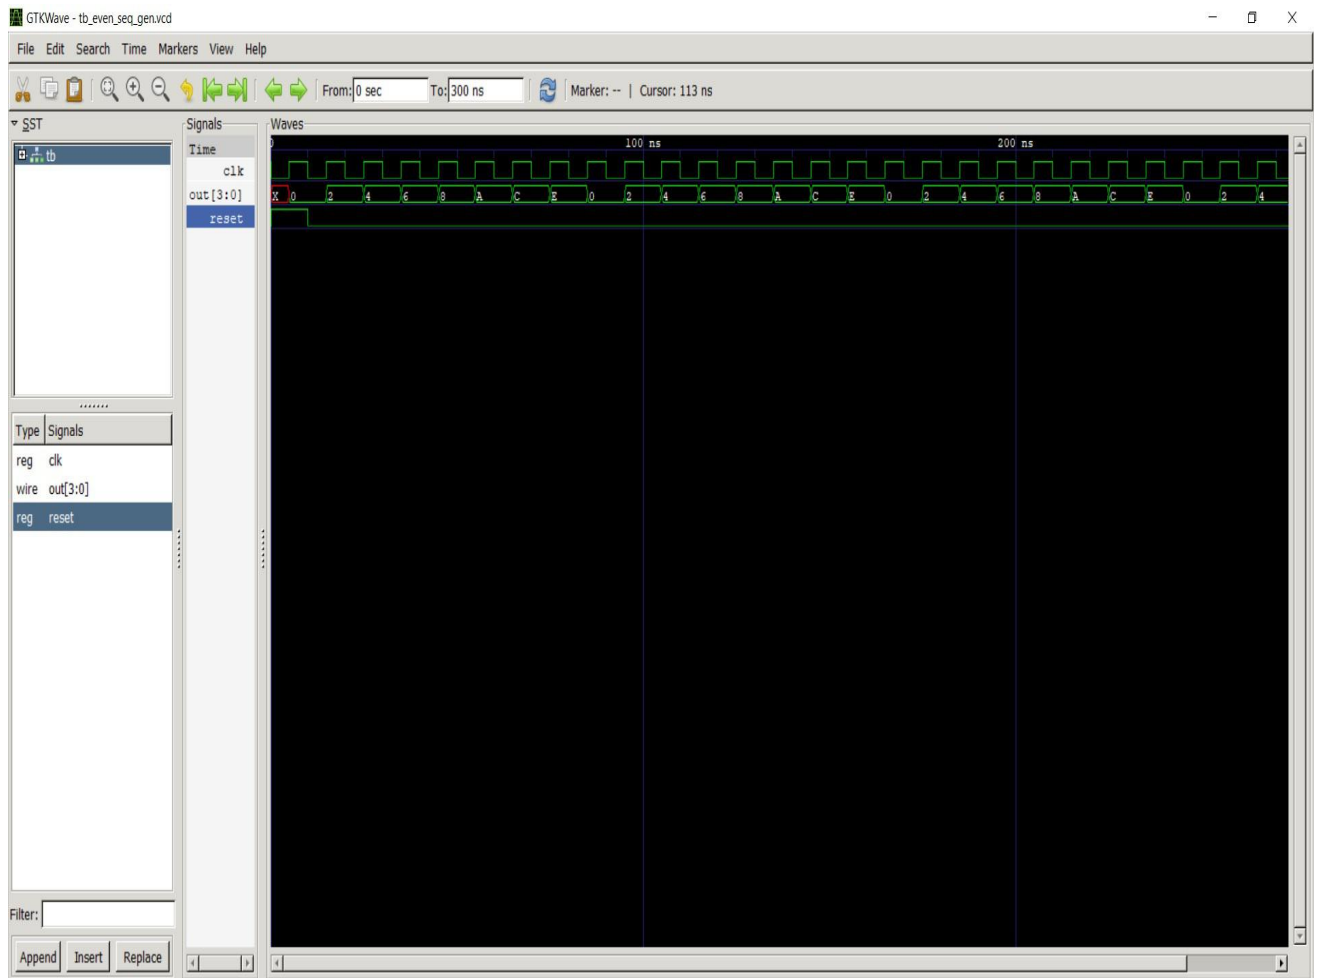 GTKWave - tb_even_seq_gen.vcd
File Edit Search Time Markers View Help
From: 0 sec To: 300 ns Marker: -- | Cursor: 113 ns
SST
tb
Type Signals
reg clk
wire out[3:0]
reg reset
Filter:
Append Insert Replace
Signals
Time
clk
out[3:0]
reset
Waves
0 100 ns 200 ns
X 0 2 4 6 8 A C E 0 2 4 6 8 A C E 0 2 4 6 8 A C E 0 2 4